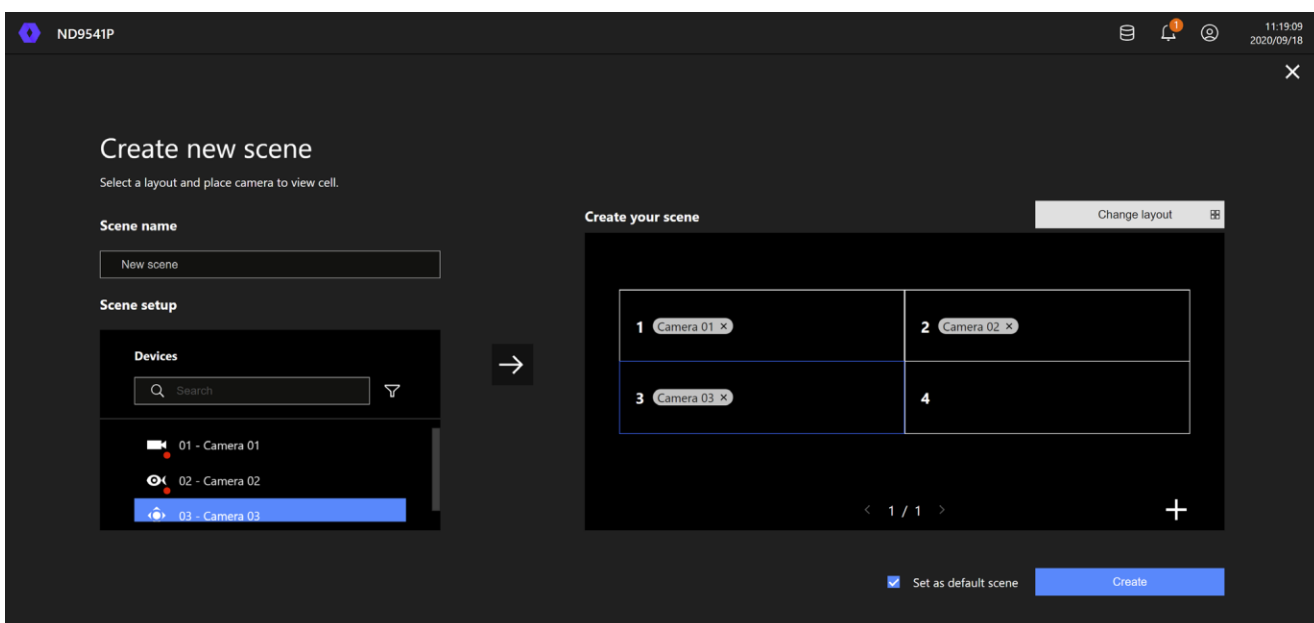 ND9541P
1
11:19:09
2020/09/18
Create new scene
Select a layout and place camera to view cell.
Scene name
New scene
Scene setup
Devices
Search
01 - Camera 01
02 - Camera 02
03 - Camera 03
Create your scene
Change layout
1 Camera 01 ×
2 Camera 02 ×
3 Camera 03 ×
4
< 1 / 1 >
Set as default scene
Create